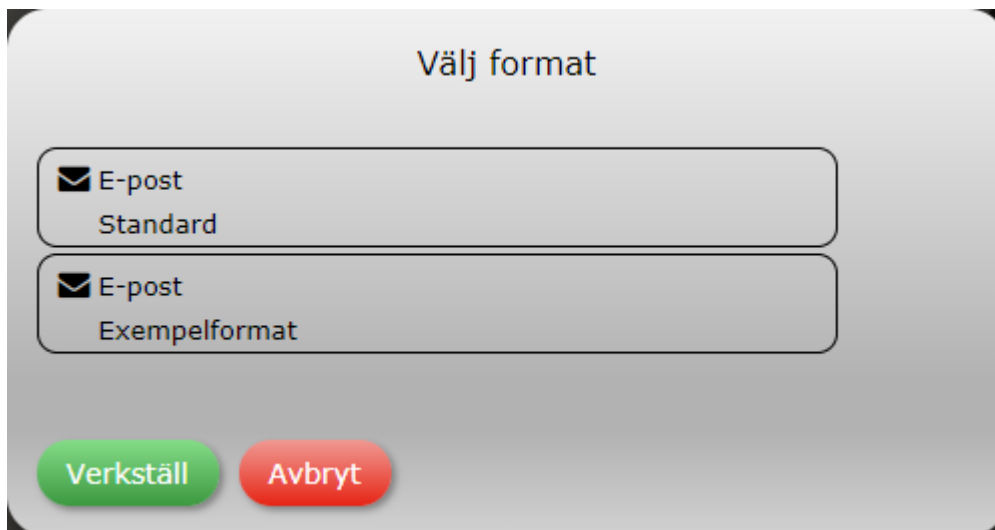 Välj format
E-post
Standard
E-post
Exempelformat
Verkställ
Avbryt